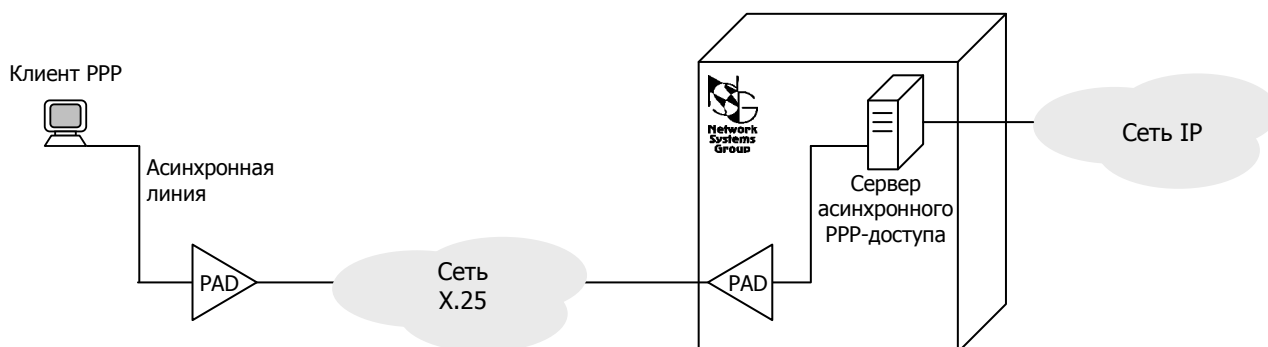 Клиент PPP
Асинхронная
линия
PAD
Сеть
X.25
PAD
Network
Systems
Group
Сервер
асинхронного
PPP-доступа
Сеть IP